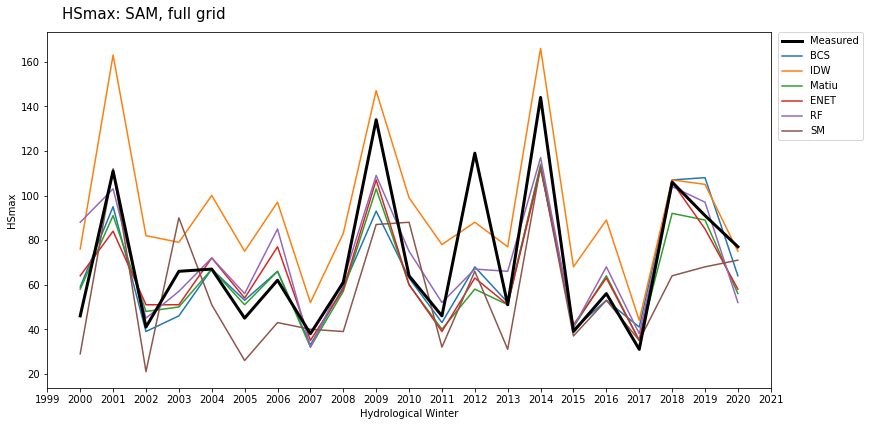 HSmax: SAM, full grid
Measured
BCS
IDW
Matiu
ENET
RF
SM
HSmax
160
140
120
100
80
60
40
20
1999 2000 2001 2002 2003 2004 2005 2006 2007 2008 2009 2010 2011 2012 2013 2014 2015 2016 2017 2018 2019 2020 2021
Hydrological Winter